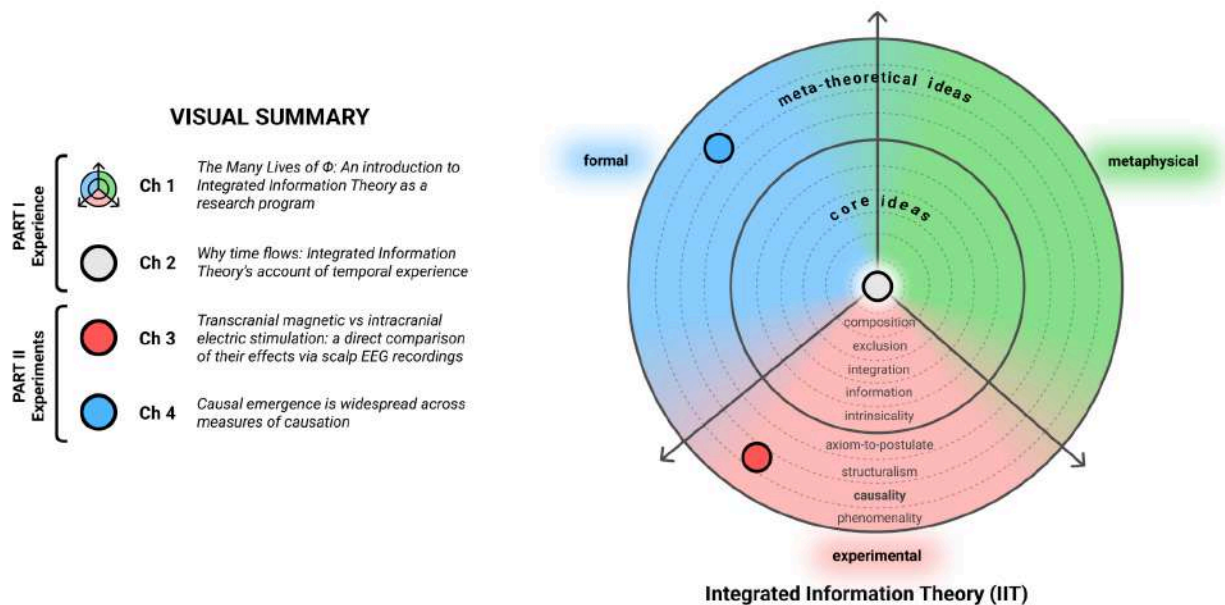 VISUAL SUMMARY
PART I
Experience
Ch 1
The Many Lives of Φ: An introduction to
Integrated Information Theory as a
research program
Ch 2
Why time flows: Integrated Information
Theory's account of temporal experience
PART II
Experiments
Ch 3
Transcranial magnetic vs intracranial
electric stimulation: a direct comparison
of their effects via scalp EEG recordings
Ch 4
Causal emergence is widespread across
measures of causation
meta-theoretical ideas
formal
metaphysical
core ideas
composition
exclusion
integration
information
intrinsicality
axiom-to-postulate
structuralism
causality
phenomenality
experimental
Integrated Information Theory (IIT)